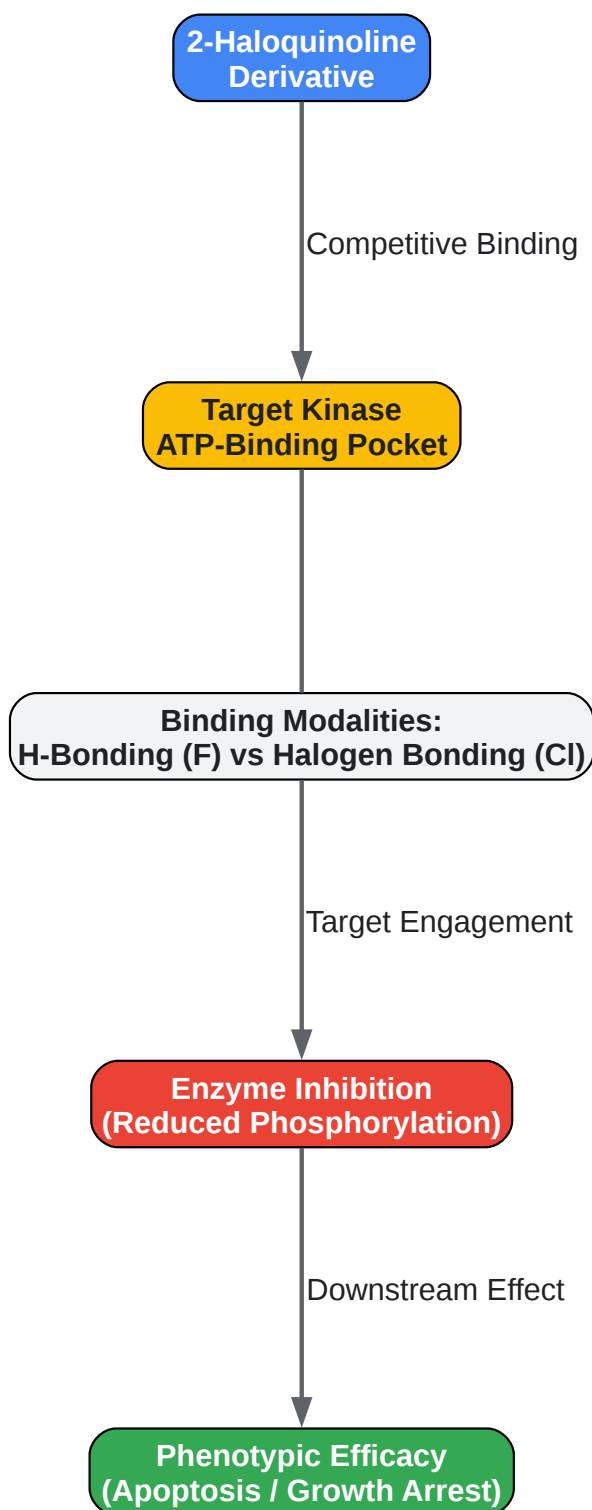 2-Haloquinoline
Derivative
Competitive Binding
Target Kinase
ATP-Binding Pocket
Binding Modalities:
H-Bonding (F) vs Halogen Bonding (Cl)
Target Engagement
Enzyme Inhibition
(Reduced Phosphorylation)
Downstream Effect
Phenotypic Efficacy
(Apoptosis / Growth Arrest)